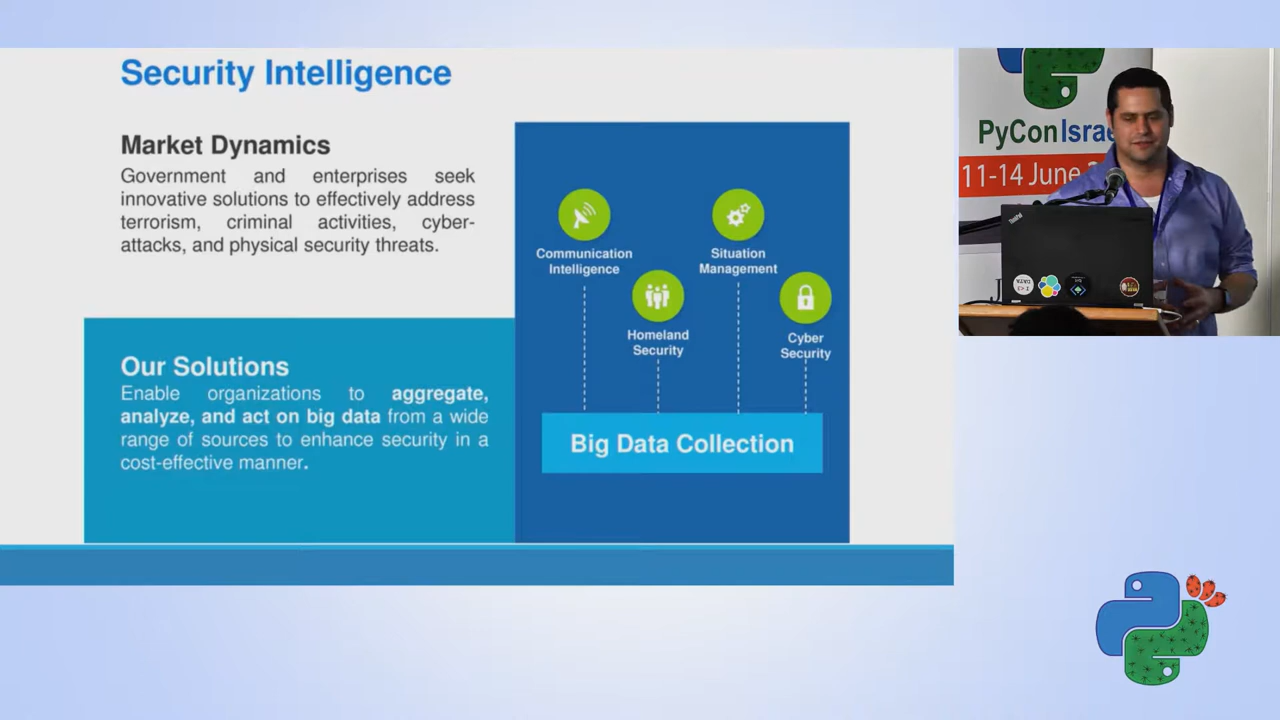 Security Intelligence
Market Dynamics
Government and enterprises seek
innovative solutions to effectively address
terrorism, criminal activities, cyber-
attacks, and physical security threats.
Our Solutions
Enable organizations to aggregate,
analyze, and act on big data from a wide
range of sources to enhance security in a
cost-effective manner.
Communication
Intelligence
Situation
Management
Homeland
Security
Cyber
Security
Big Data Collection
PyConIsrae
11-14 June
ThinkPad
DATA